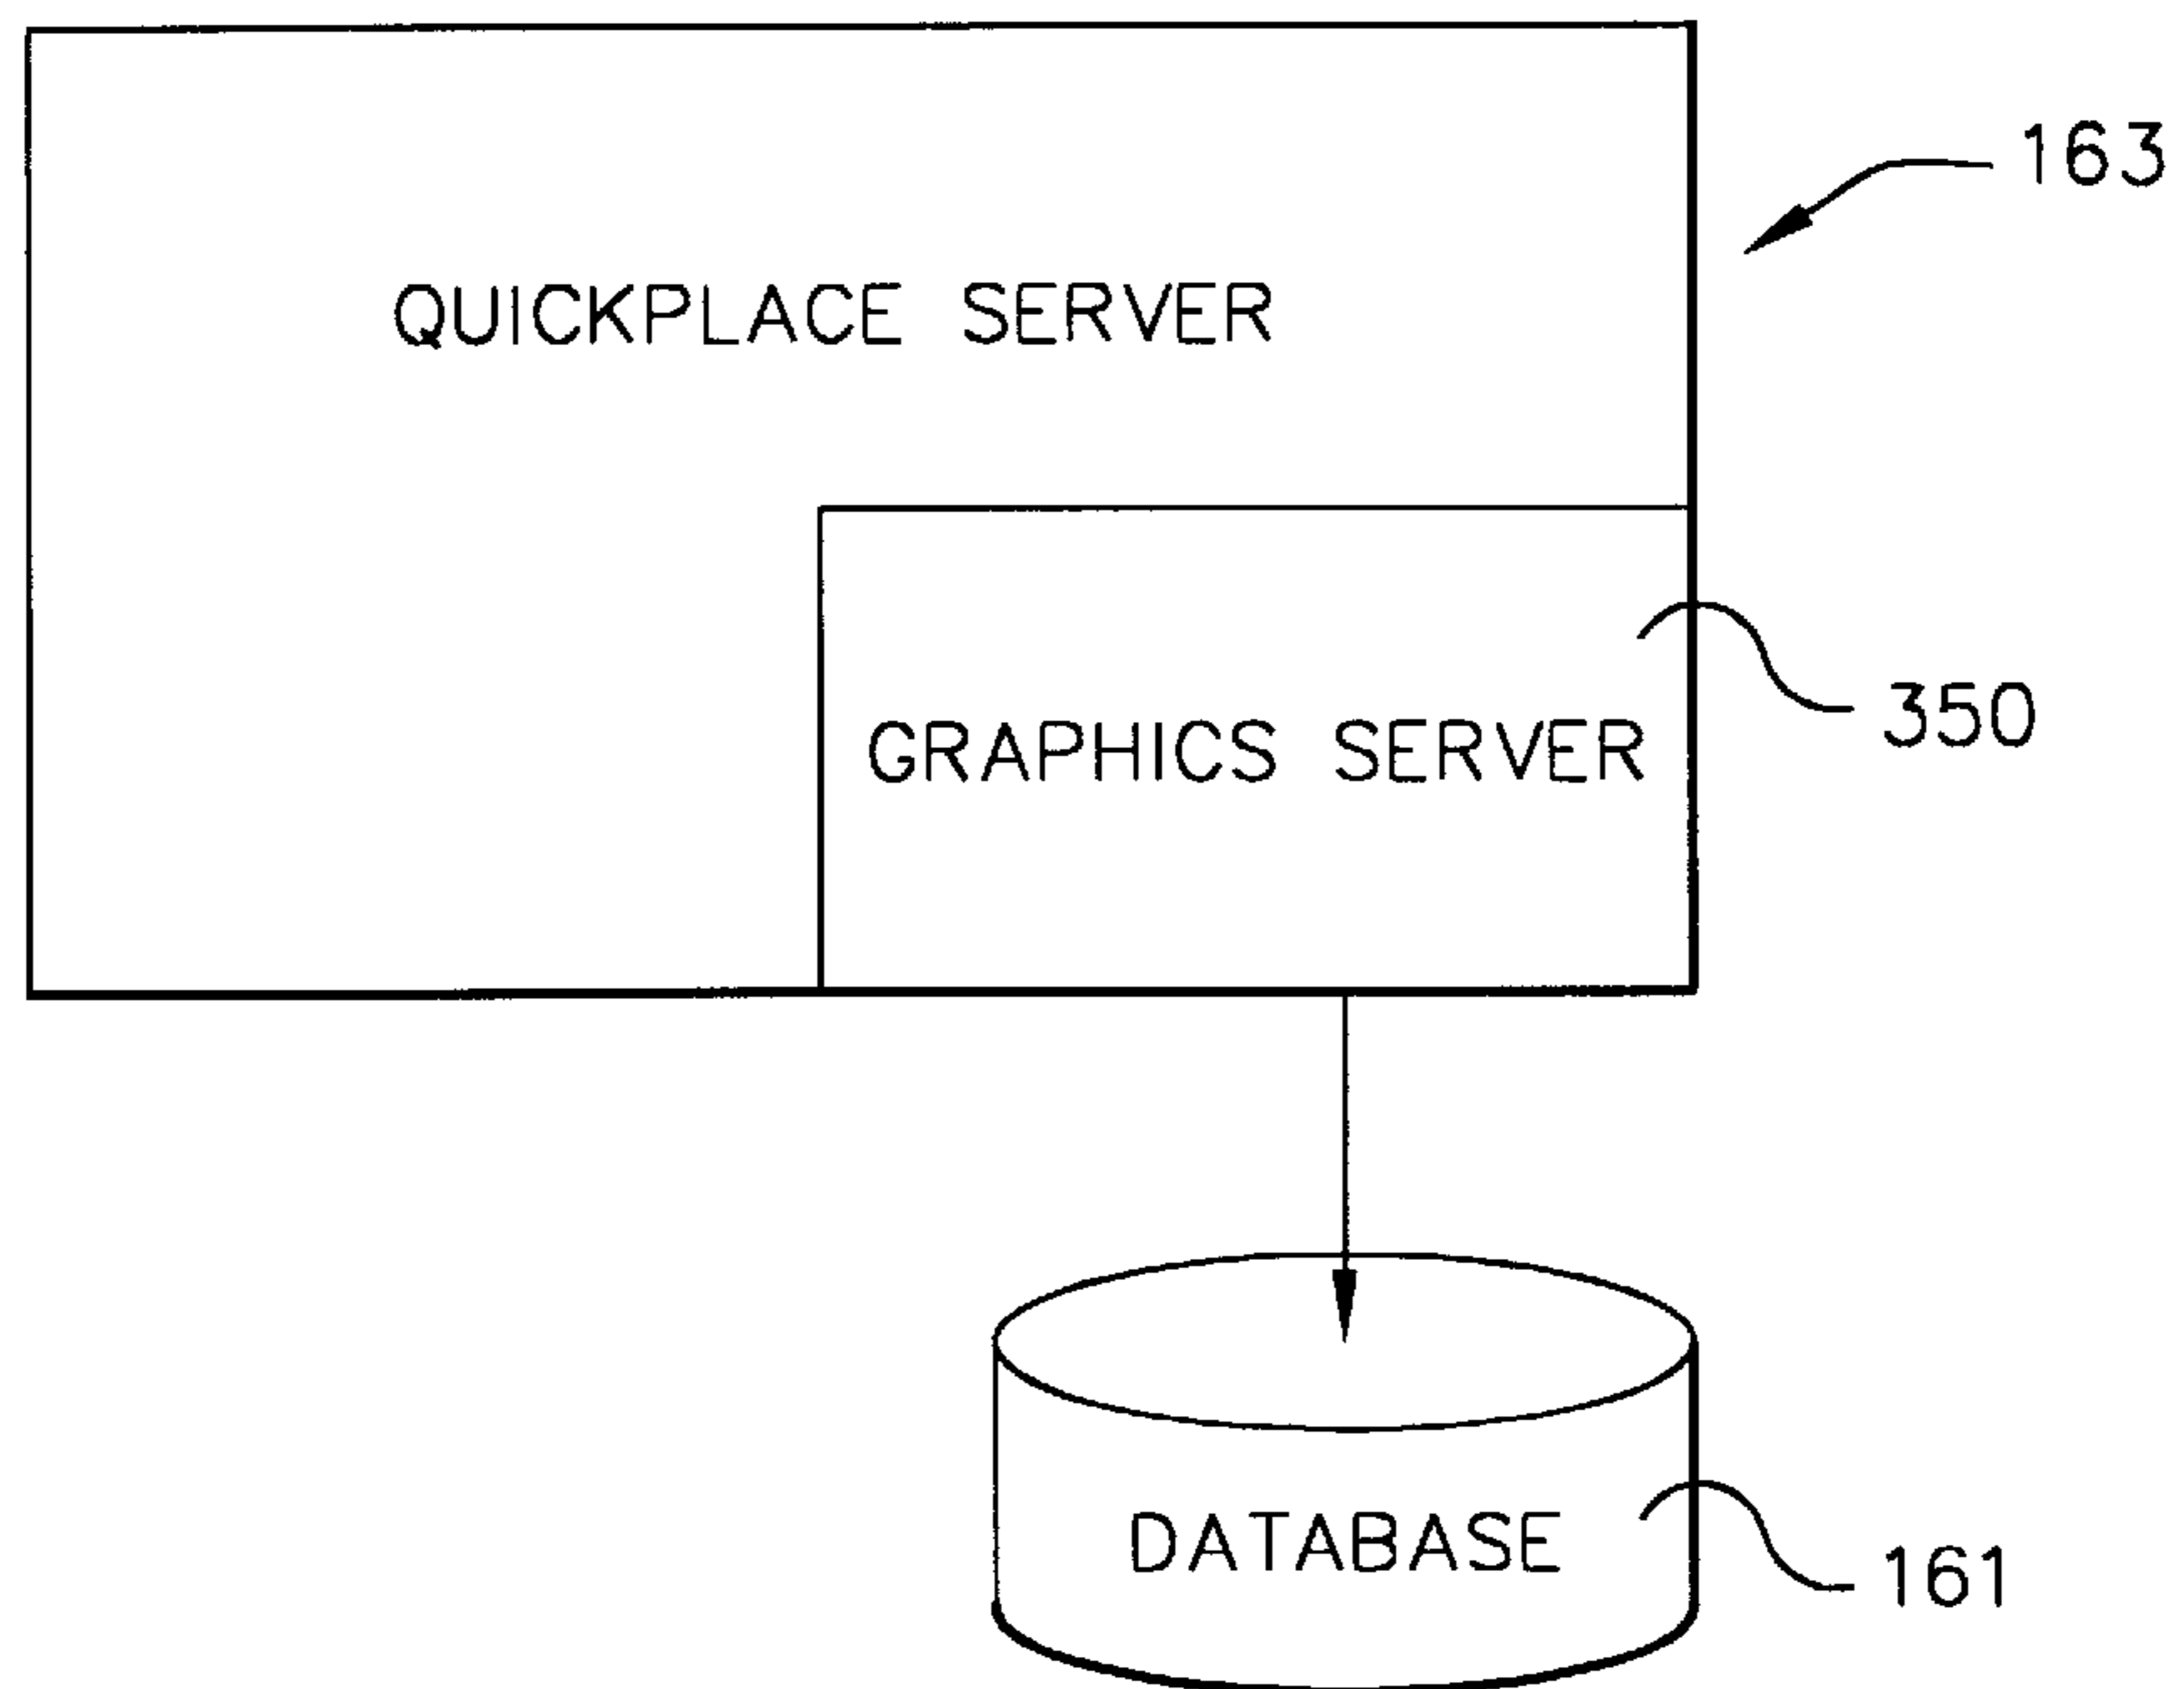 163
QUICKPLACE SERVER
350
GRAPHICS SERVER
DATABASE
161